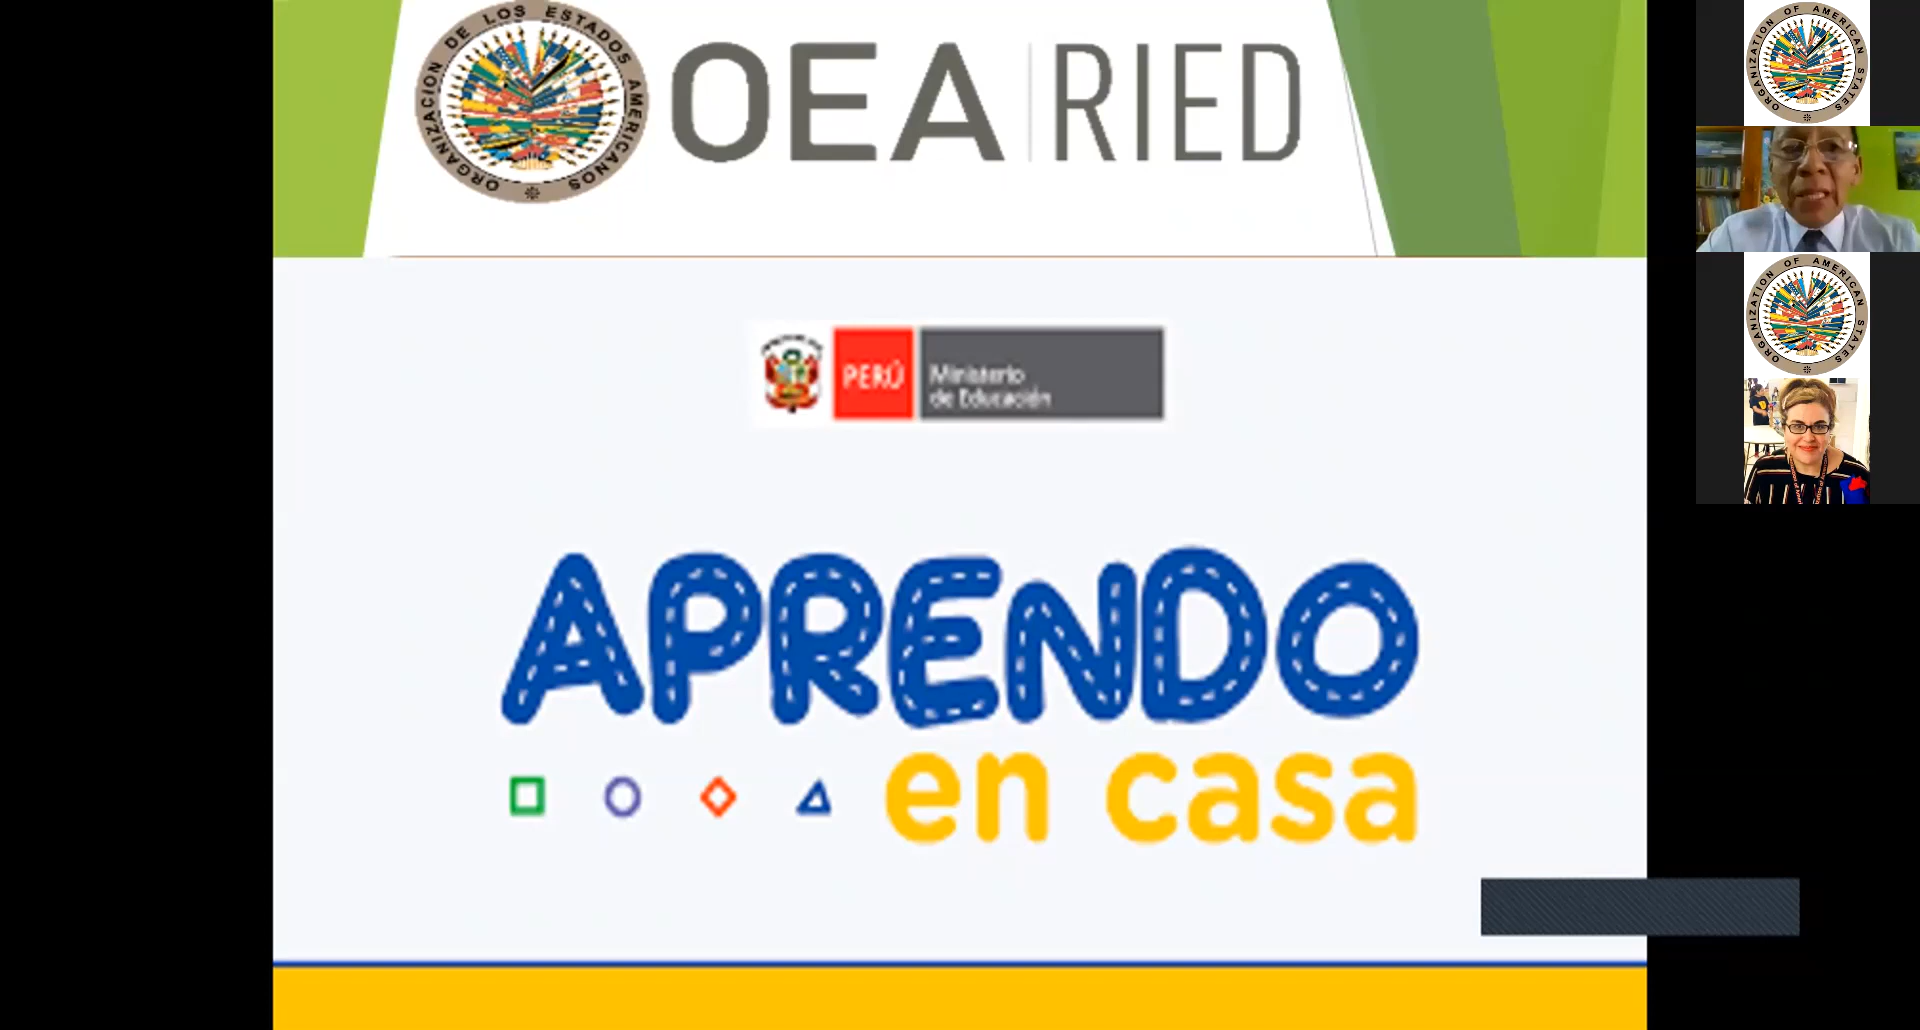 ORGANIZACION DE LOS ESTADOS AMERICANOS
OEA | RIED
PERÚ
Ministerio
de Educación
APRENDO
en casa
ORGANIZATION OF AMERICAN STATES
ORGANIZATION OF AMERICAN STATES